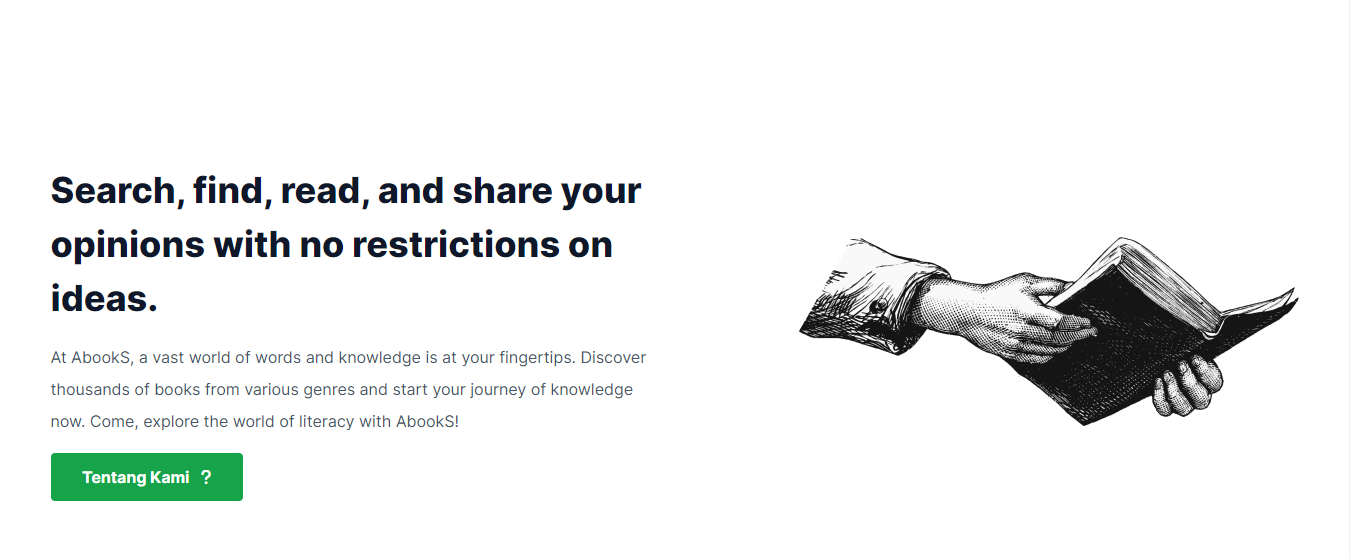 Search, find, read, and share your
opinions with no restrictions on
ideas.
At AbookS, a vast world of words and knowledge is at your fingertips. Discover
thousands of books from various genres and start your journey of knowledge
now. Come, explore the world of literacy with AbookS!
Tentang Kami ?